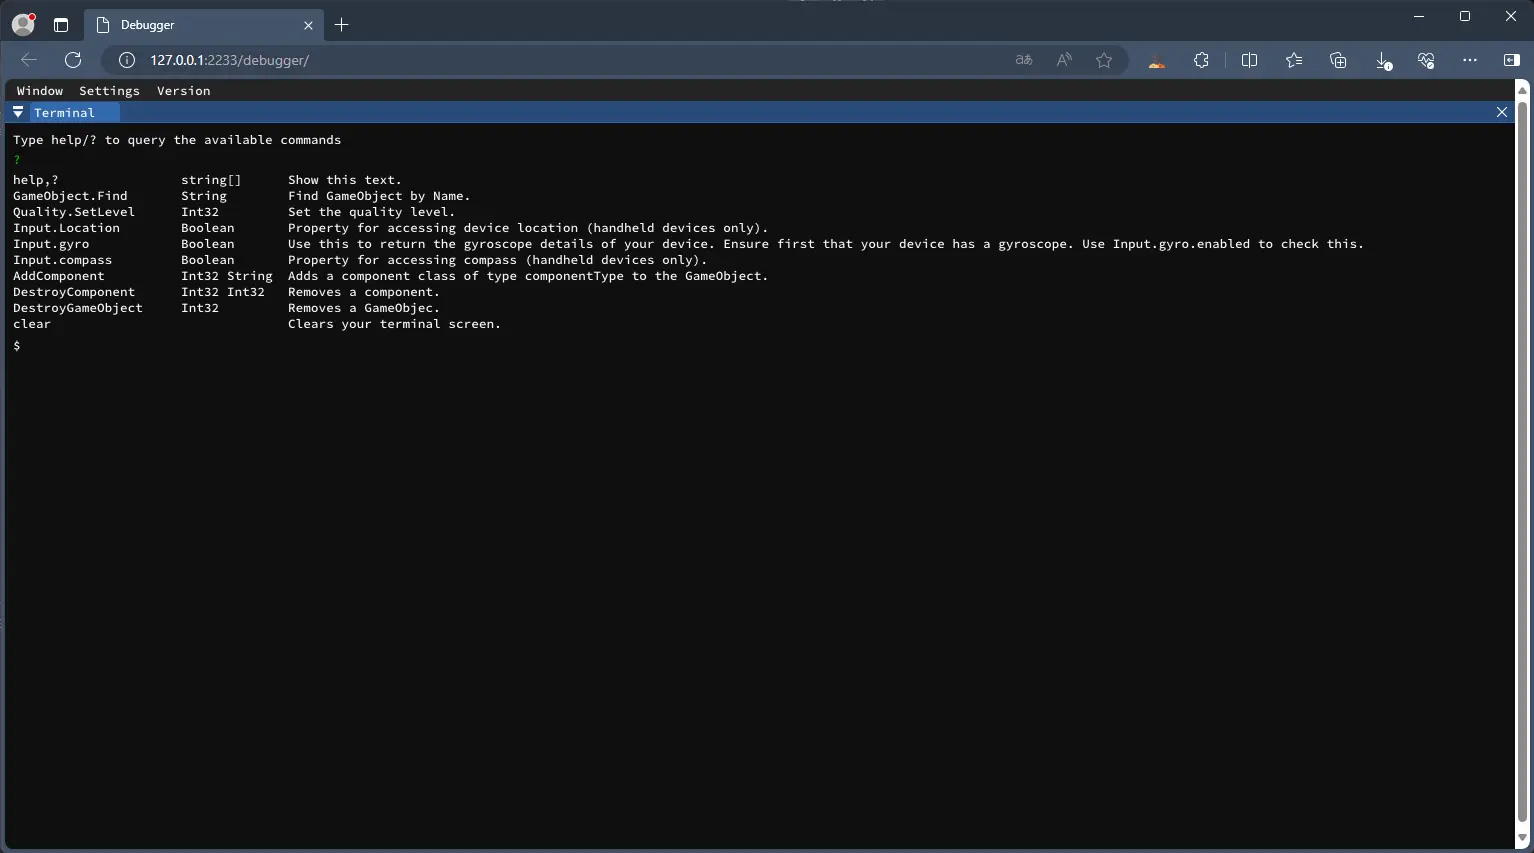 Debugger
127.0.0.1:2233/debugger/
Window Settings Version
Terminal
Type help/? to query the available commands
?
help,? string[] Show this text.
GameObject.Find String Find GameObject by Name.
Quality.SetLevel Int32 Set the quality level.
Input.Location Boolean Property for accessing device location (handheld devices only).
Input.gyro Boolean Use this to return the gyroscope details of your device. Ensure first that your device has a gyroscope. Use Input.gyro.enabled to check this.
Input.compass Boolean Property for accessing compass (handheld devices only).
AddComponent Int32 String Adds a component class of type componentType to the GameObject.
DestroyComponent Int32 Int32 Removes a component.
DestroyGameObject Int32 Removes a GameObjec.
clear Clears your terminal screen.
$